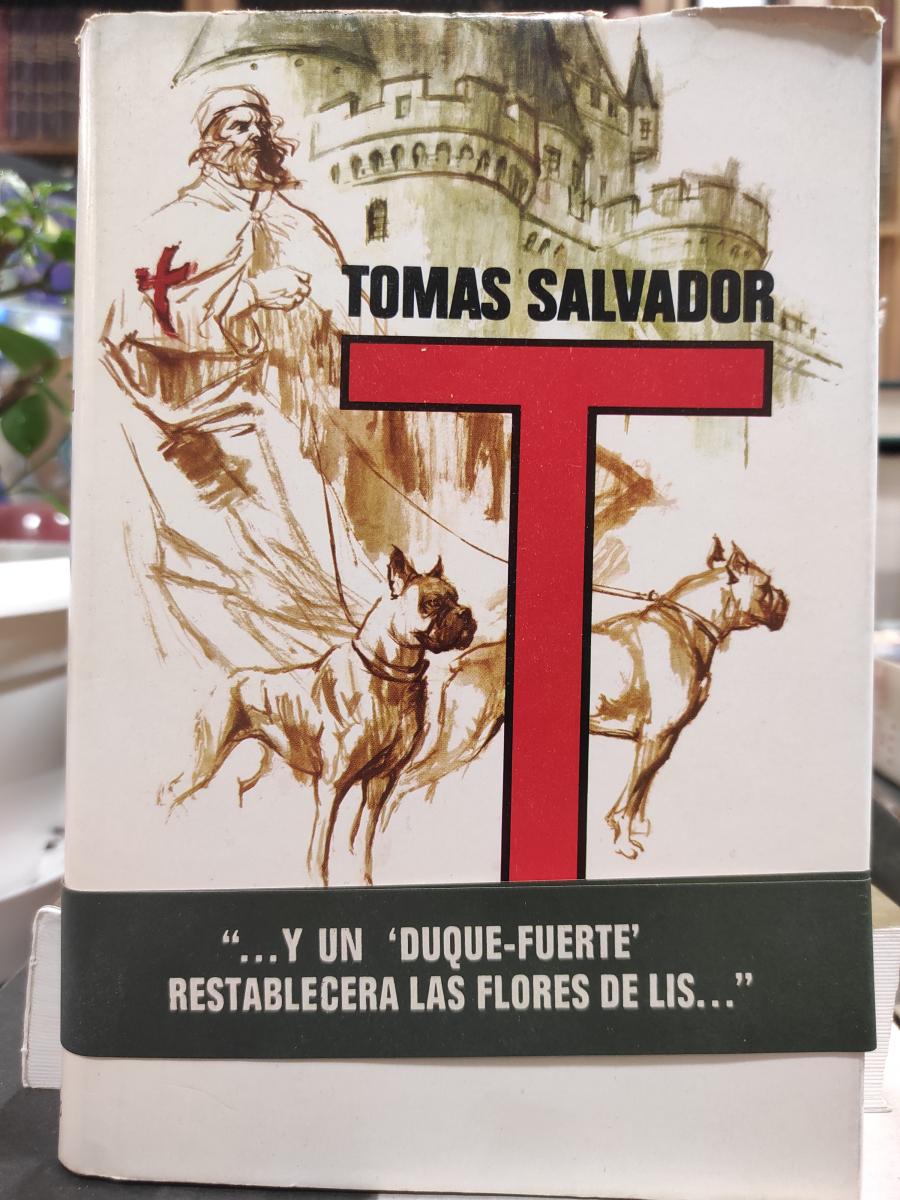 TOMAS SALVADOR
T
“...Y UN ‘DUQUE-FUERTE’
RESTABLECERA LAS FLORES DE LIS...”